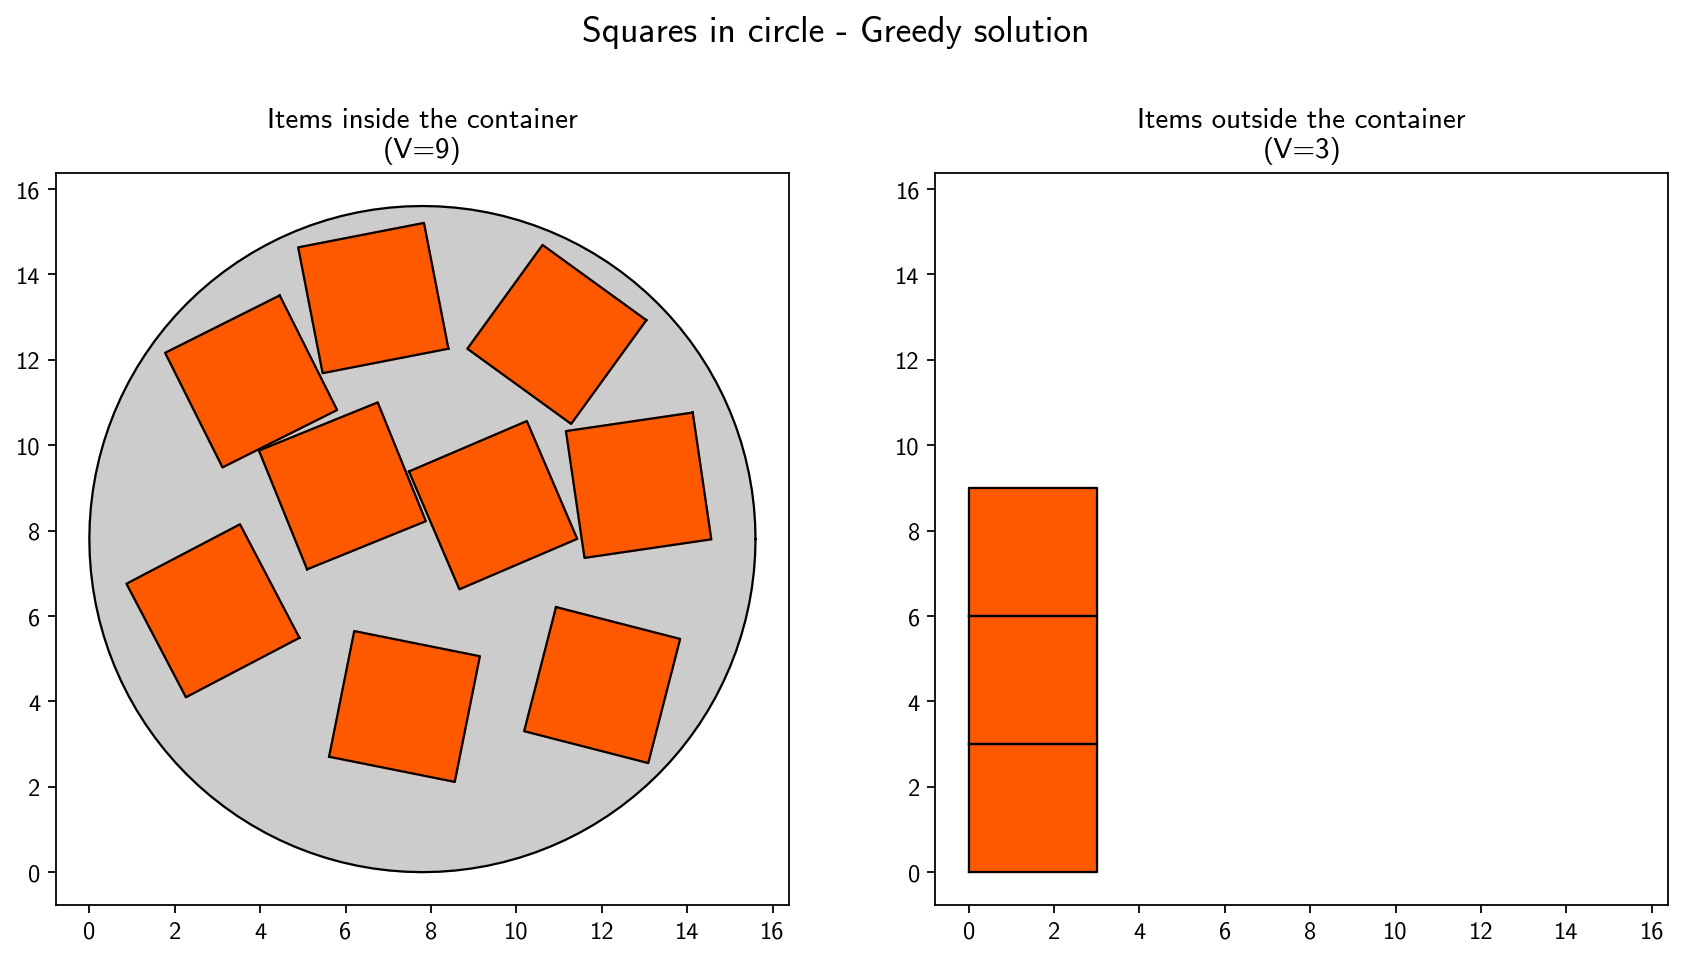 Squares in circle - Greedy solution
Items inside the container
(V=9)
16
14
12
10
8
6
4
2
0
0 2 4 6 8 10 12 14 16
Items outside the container
(V=3)
16
14
12
10
8
6
4
2
0
0 2 4 6 8 10 12 14 16